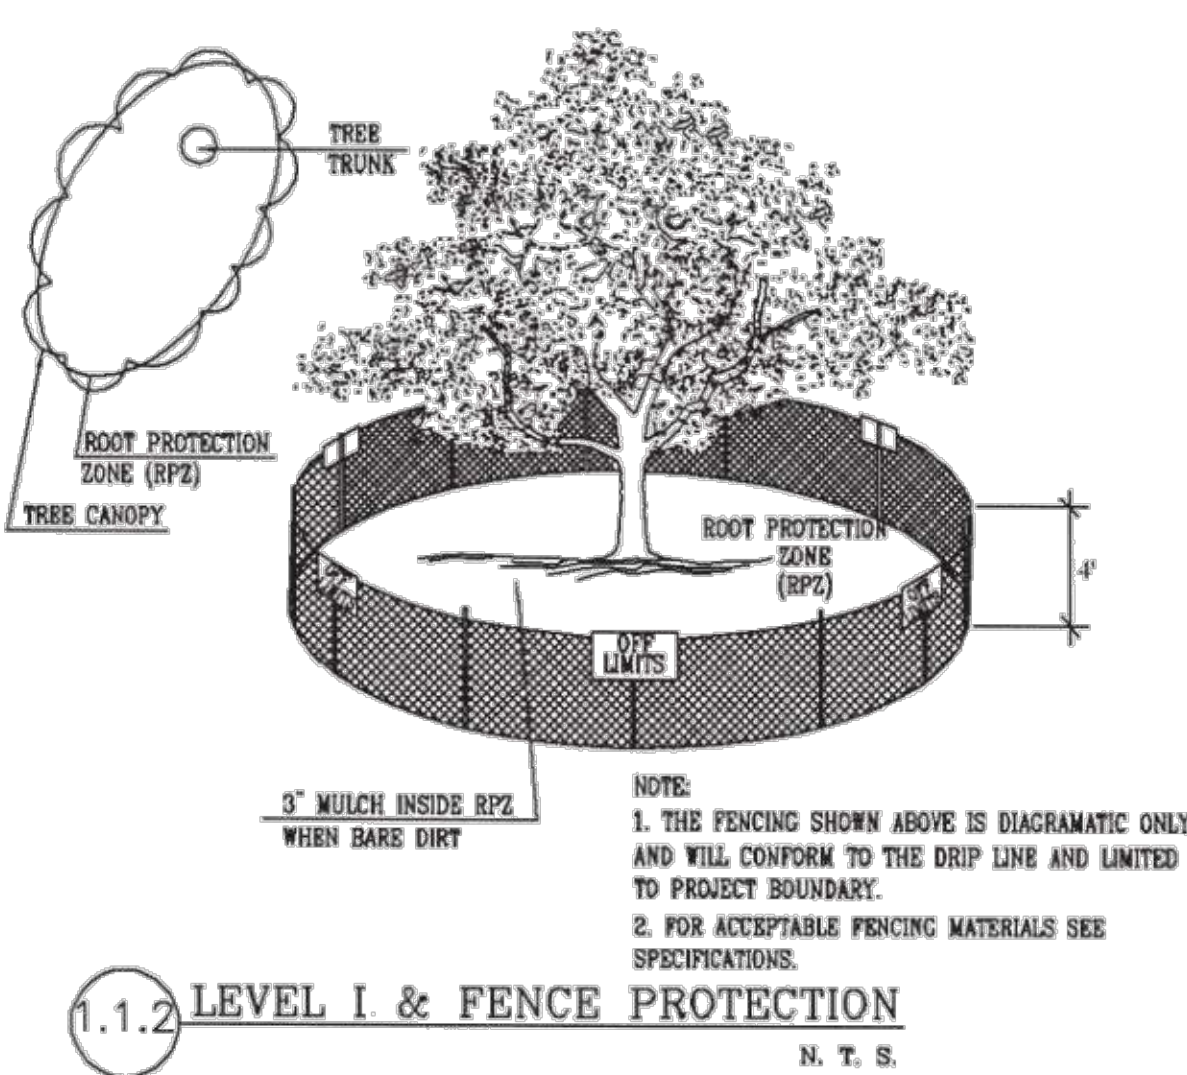 TREE
TRUNK
ROOT PROTECTION
ZONE (RPZ)
TREE CANOPY
ROOT PROTECTION
ZONE
(RPZ)
4'
OFF
LIMITS
3" MULCH INSIDE RPZ
WHEN BARE DIRT
NOTE:
1. THE FENCING SHOWN ABOVE IS DIAGRAMATIC ONLY
AND WILL CONFORM TO THE DRIP LINE AND LIMITED
TO PROJECT BOUNDARY.
2. FOR ACCEPTABLE FENCING MATERIALS SEE
SPECIFICATIONS.
1.1.2
LEVEL I & FENCE PROTECTION
N. T. S.